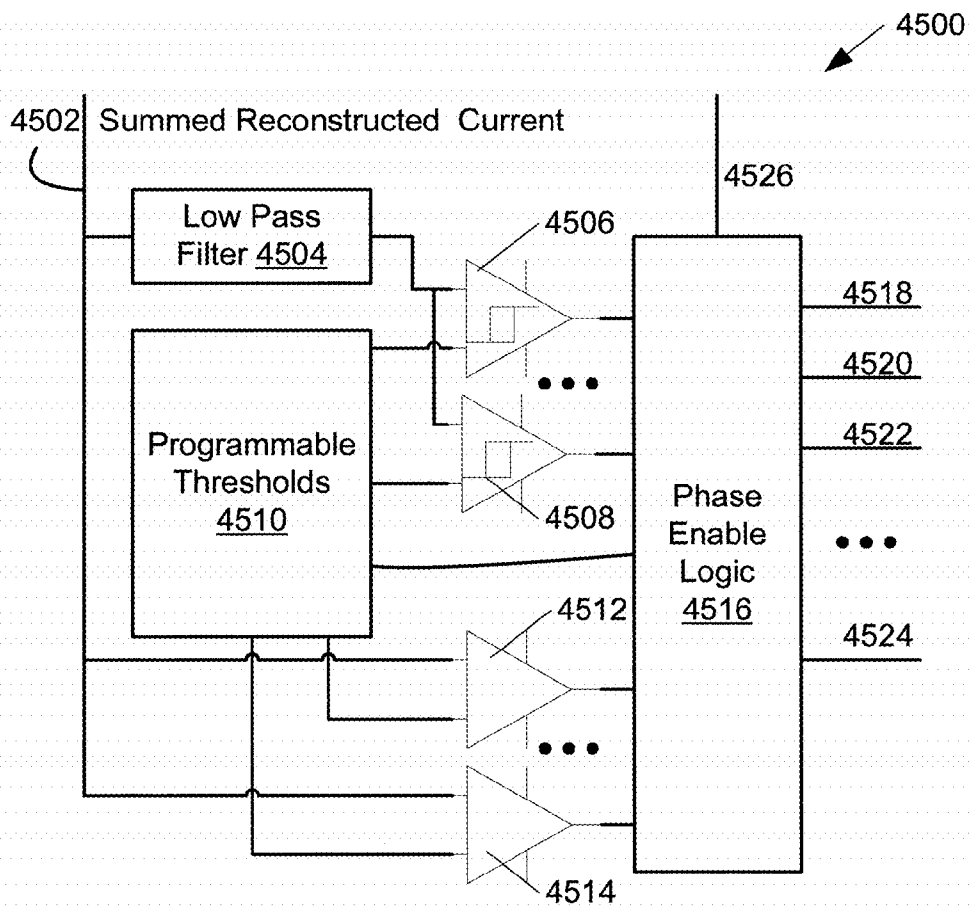 4500
4502 Summed Reconstructed Current
4526
Low Pass
Filter 4504
4506
4518
4520
4522
Programmable
Thresholds
4510
4508
Phase
Enable
Logic
4516
4512
4524
4514